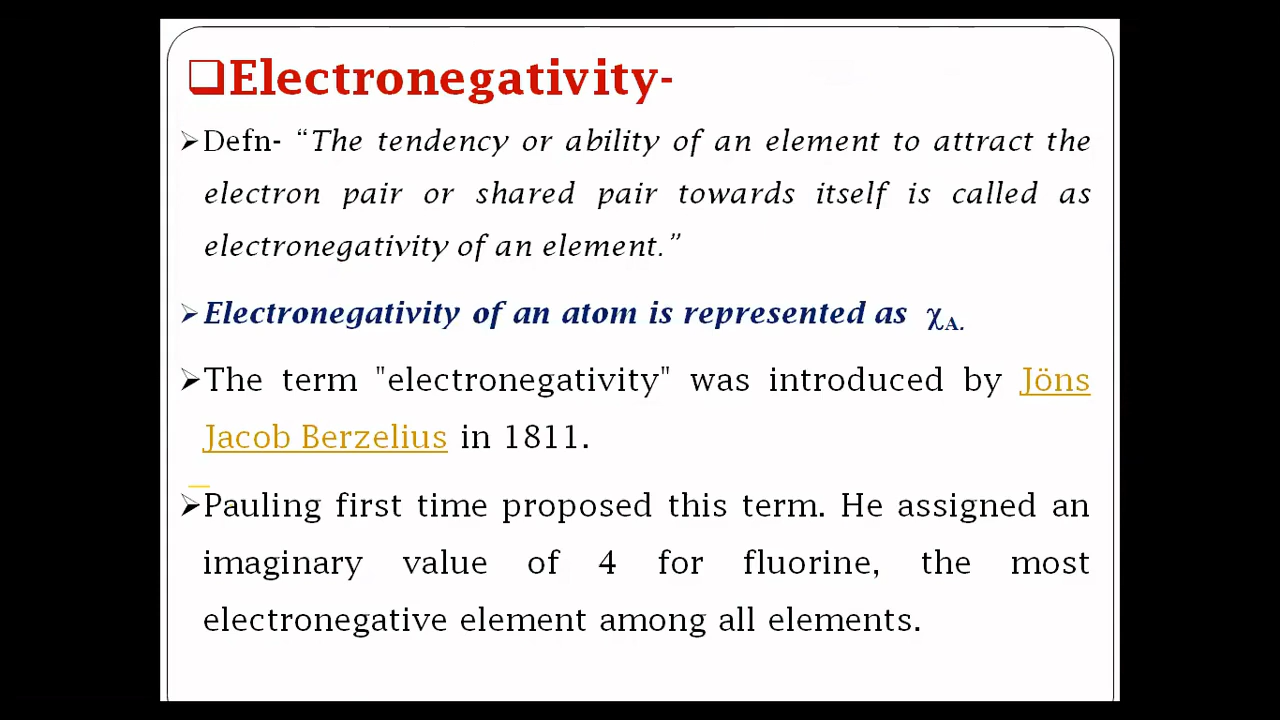 ❑Electronegativity-
➢Defn- “The tendency or ability of an element to attract the
electron pair or shared pair towards itself is called as
electronegativity of an element.”
➢Electronegativity of an atom is represented as χA.
➢The term "electronegativity" was introduced by Jöns
Jacob Berzelius in 1811.
➢Pauling first time proposed this term. He assigned an
imaginary value of 4 for fluorine, the most
electronegative element among all elements.